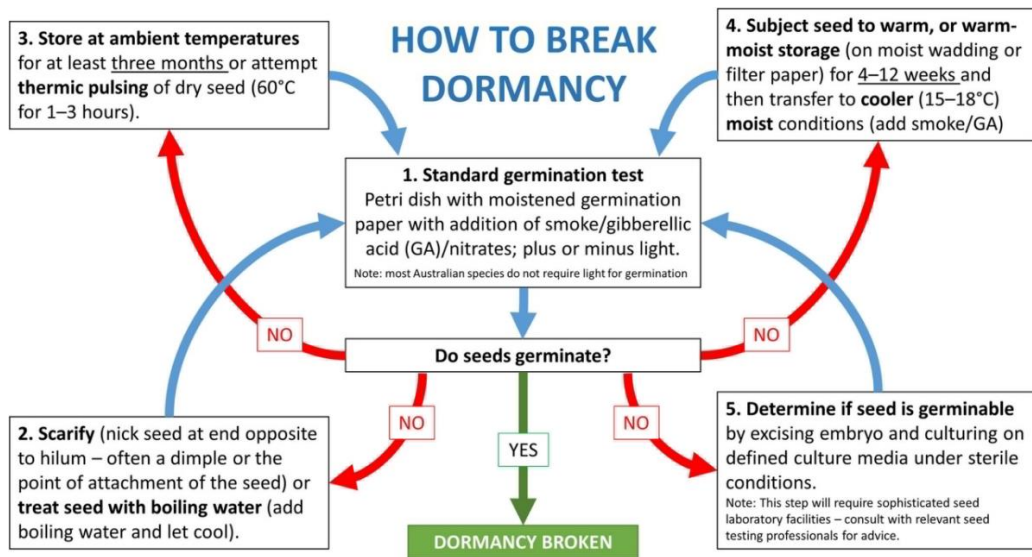 HOW TO BREAK
DORMANCY
3. Store at ambient temperatures
for at least three months or attempt
thermic pulsing of dry seed (60°C
for 1–3 hours).
4. Subject seed to warm, or warm-
moist storage (on moist wadding or
filter paper) for 4–12 weeks and
then transfer to cooler (15–18°C)
moist conditions (add smoke/GA)
1. Standard germination test
Petri dish with moistened germination
paper with addition of smoke/gibberellic
acid (GA)/nitrates; plus or minus light.
Note: most Australian species do not require light for germination
NO
NO
Do seeds germinate?
NO
NO
YES
2. Scarify (nick seed at end opposite
to hilum – often a dimple or the
point of attachment of the seed) or
treat seed with boiling water (add
boiling water and let cool).
5. Determine if seed is germinable
by excising embryo and culturing on
defined culture media under sterile
conditions.
Note: This step will require sophisticated seed
laboratory facilities – consult with relevant seed
testing professionals for advice.
DORMANCY BROKEN